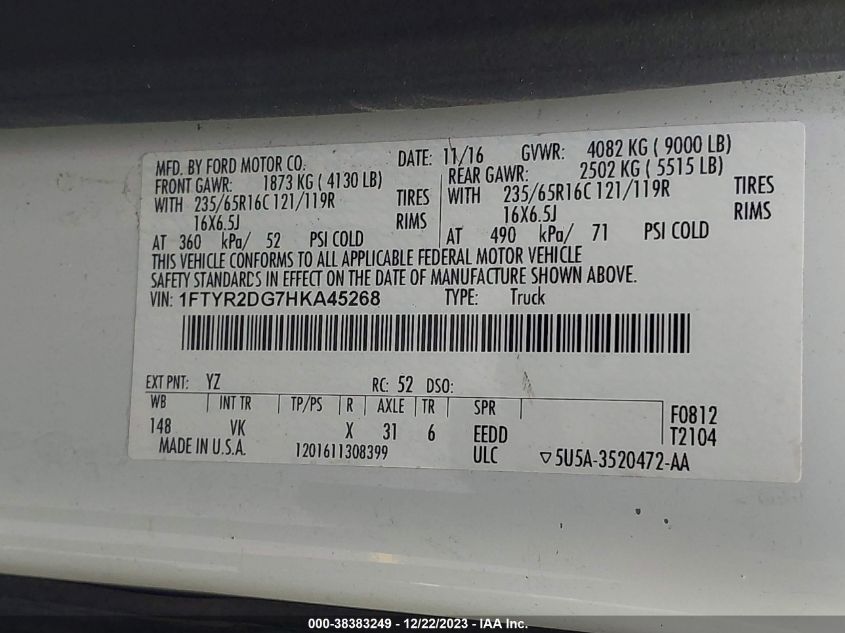 MFD. BY FORD MOTOR CO. DATE: 11/16 GVWR: 4082 KG ( 9000 LB)
FRONT GAWR: 1873 KG ( 4130 LB) REAR GAWR: 2502 KG ( 5515 LB)
WITH 235/65R16C 121/119R TIRES WITH 235/65R16C 121/119R TIRES
16X6.5J RIMS 16X6.5J RIMS
AT 360 kPa/ 52 PSI COLD AT 490 kPa/ 71 PSI COLD
THIS VEHICLE CONFORMS TO ALL APPLICABLE FEDERAL MOTOR VEHICLE
SAFETY STANDARDS IN EFFECT ON THE DATE OF MANUFACTURE SHOWN ABOVE.
VIN: 1FTYR2DG7HKA45268 TYPE: Truck
EXT PNT: YZ RC: 52 DSO:
WB INT TR TP/PS R AXLE TR SPR F0812
148 VK X 31 6 EEDD T2104
MADE IN U.S.A. 1201611308399 ULC ▽5U5A-3520472-AA
000-38383249 - 12/22/2023 - IAA Inc.